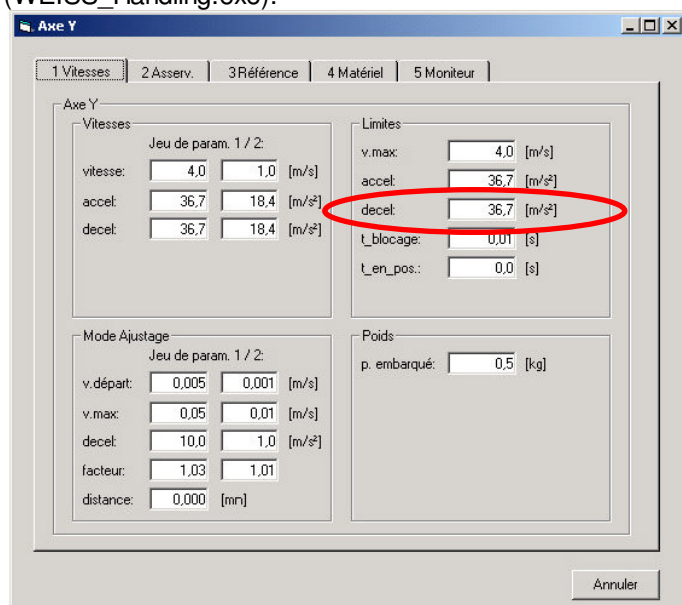 (WEISS_Handling.exe).
Axe Y
1 Vitesses 2 Asserv. 3 Référence 4 Matériel 5 Moniteur
Axe Y
Vitesses
Jeu de param. 1 / 2:
vitesse: 4,0 1,0 [m/s]
accel: 36,7 18,4 [m/s²]
decel: 36,7 18,4 [m/s²]
Limites
v.max: 4,0 [m/s]
accel: 36,7 [m/s²]
decel: 36,7 [m/s²]
t_blocage: 0,01 [s]
t_en_pos.: 0,0 [s]
Mode Ajustage
Jeu de param. 1 / 2:
v.départ: 0,005 0,001 [m/s]
v.max: 0,05 0,01 [m/s]
decel: 10,0 1,0 [m/s²]
facteur: 1,03 1,01
distance: 0,000 [mn]
Poids
p. embarqué: 0,5 [kg]
Annuler